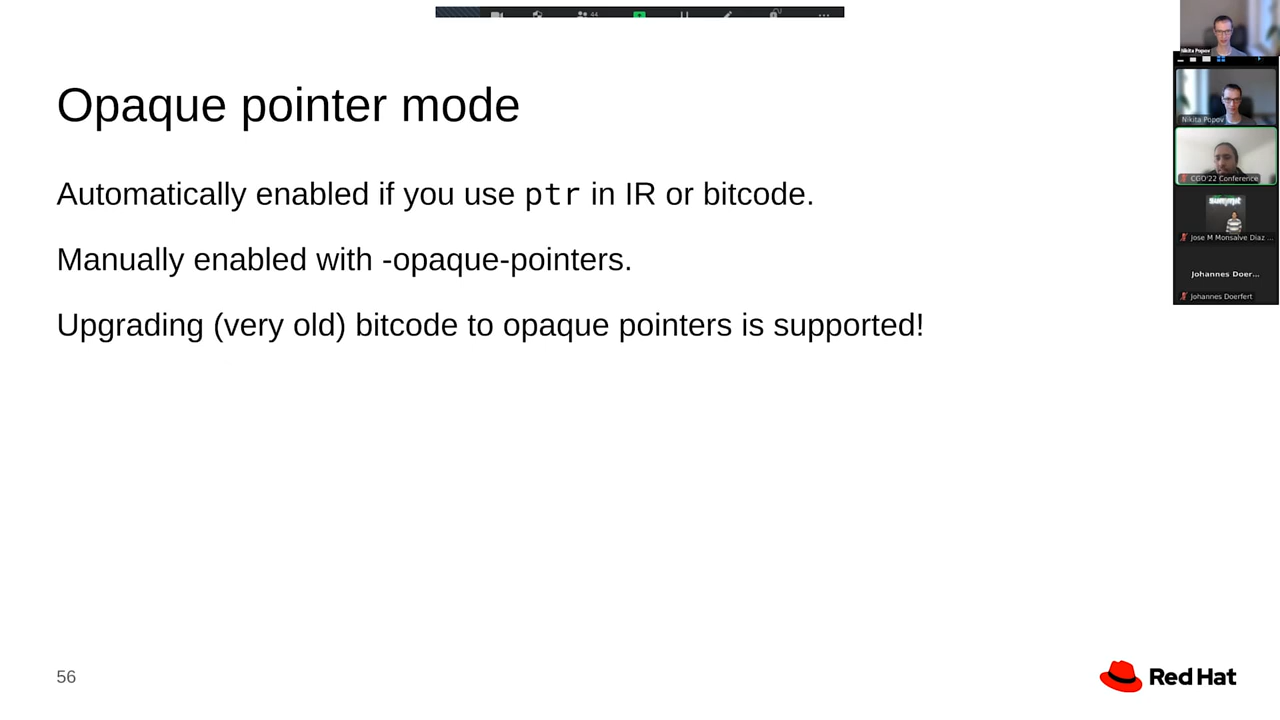 44
Nikita Popov
Opaque pointer mode
Nikita Popov
Automatically enabled if you use ptr in IR or bitcode.
CGO'22 Conference
summit
Jose M Monsalve Diaz ...
Manually enabled with -opaque-pointers.
Johannes Doer...
Johannes Doerfert
Upgrading (very old) bitcode to opaque pointers is supported!
56
Red Hat